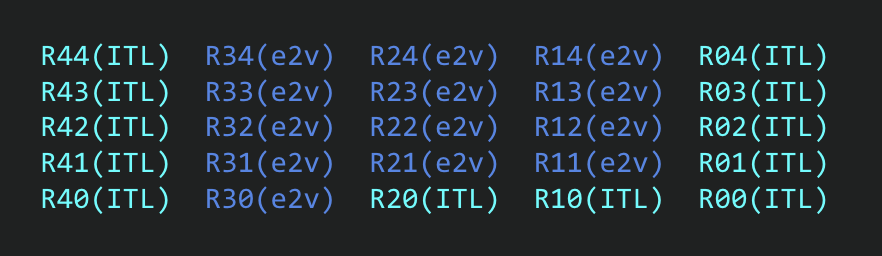 R44(ITL) R34(e2v) R24(e2v) R14(e2v) R04(ITL)
R43(ITL) R33(e2v) R23(e2v) R13(e2v) R03(ITL)
R42(ITL) R32(e2v) R22(e2v) R12(e2v) R02(ITL)
R41(ITL) R31(e2v) R21(e2v) R11(e2v) R01(ITL)
R40(ITL) R30(e2v) R20(ITL) R10(ITL) R00(ITL)